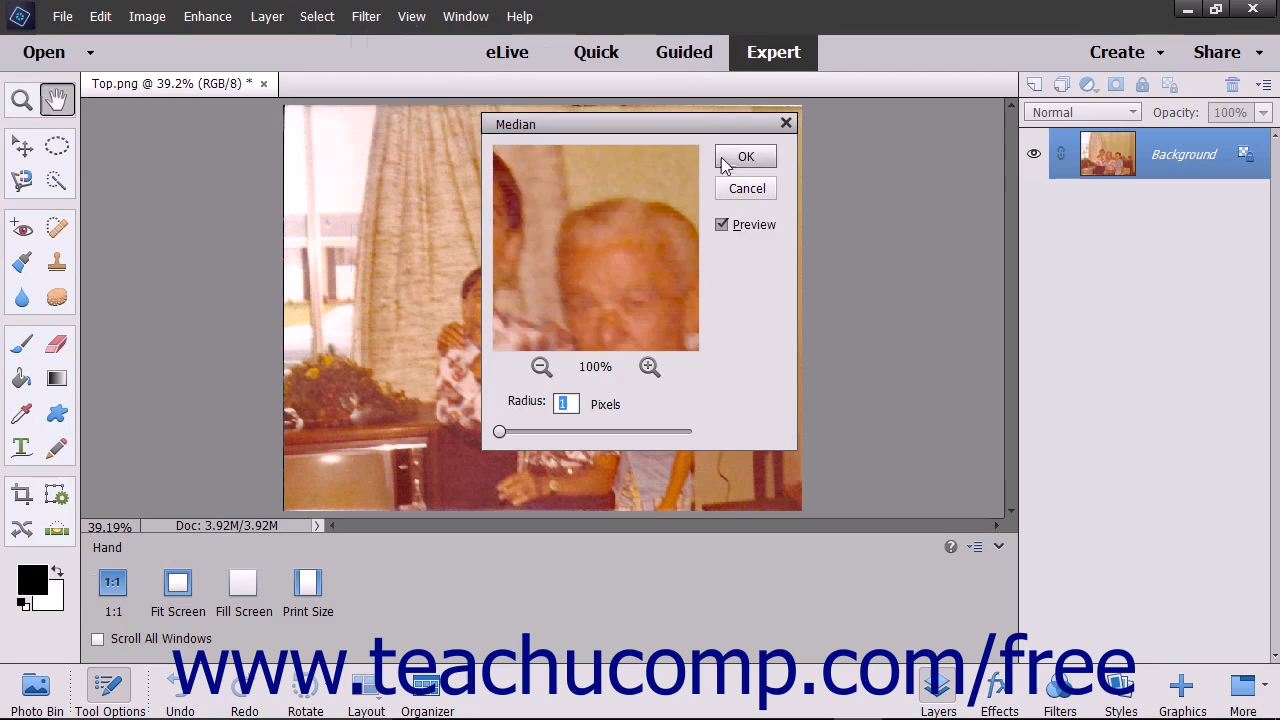 File Edit Image Enhance Layer Select Filter View Window Help
Open eLive Quick Guided Expert Create Share
Top.png @ 39.2% (RGB/8) * ×
Normal Opacity: 100%
Background
Median
OK
Cancel
Preview
100%
Radius: 1 Pixels
39.19% Doc: 3.92M/3.92M
Hand
1:1
1:1 Fit Screen Fill Screen Print Size
Scroll All Windows
www.teachucomp.com/free
Photo Bin Tool Options Undo Redo Rotate Layout Organizer Layers Effects Filters Styles Graphics More